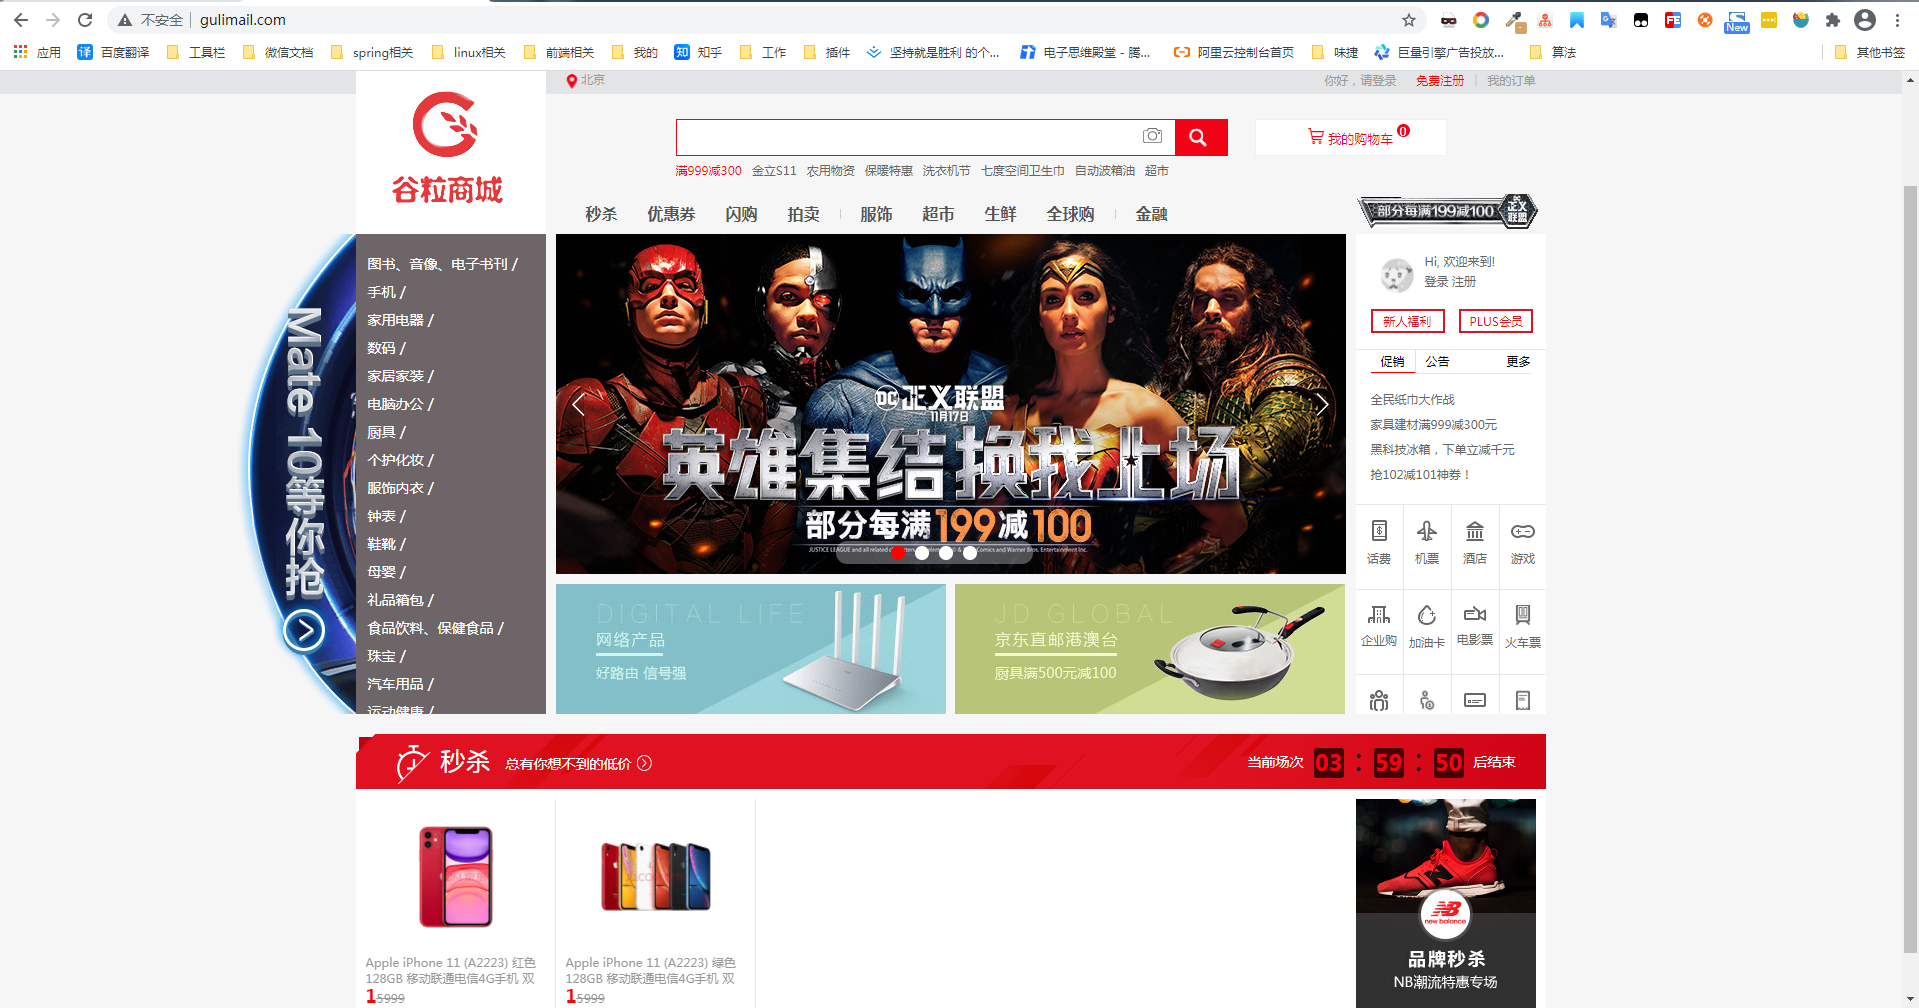 不安全 gulimail.com
应用 百度翻译 工具栏 微信文档 spring相关 linux相关 前端相关 我的 知乎 工作 插件 坚持就是胜利 的个... 电子思维殿堂 - 腾... 阿里云控制台首页 味捷 巨量引擎广告投放... 算法 其他书签
New
北京
你好，请登录 免费注册 我的订单
谷粒商城
我的购物车 0
满999减300 金立S11 农用物资 保暖特惠 洗衣机节 七度空间卫生巾 自动波箱油 超市
秒杀 优惠券 闪购 拍卖 服饰 超市 生鲜 全球购 金融
部分每满199减100 DC 正义联盟
Mate 10等你抢
图书、音像、电子书刊 /
手机 /
家用电器 /
数码 /
家居家装 /
电脑办公 /
厨具 /
个护化妆 /
服饰内衣 /
钟表 /
鞋靴 /
母婴 /
礼品箱包 /
食品饮料、保健食品 /
珠宝 /
汽车用品 /
运动健康 /
DC 正义联盟
11月17日
英雄集结 换我上场
部分每满199减100
Hi, 欢迎来到!
登录 注册
新人福利 PLUS会员
促销 公告 更多
全民纸巾大作战
家具建材满999减300元
黑科技冰箱，下单立减千元
抢102减101神券！
话费 机票 酒店 游戏
企业购 加油卡 电影票 火车票
DIGITAL LIFE
网络产品
好路由 信号强
JD GLOBAL
京东直邮港澳台
厨具满500元减100
秒杀 总有你想不到的低价
当前场次 03 : 59 : 50 后结束
Apple iPhone 11 (A2223) 红色
128GB 移动联通电信4G手机 双
1 5999
Apple iPhone 11 (A2223) 绿色
128GB 移动联通电信4G手机 双
1 5999
new balance
品牌秒杀
NB潮流特惠专场